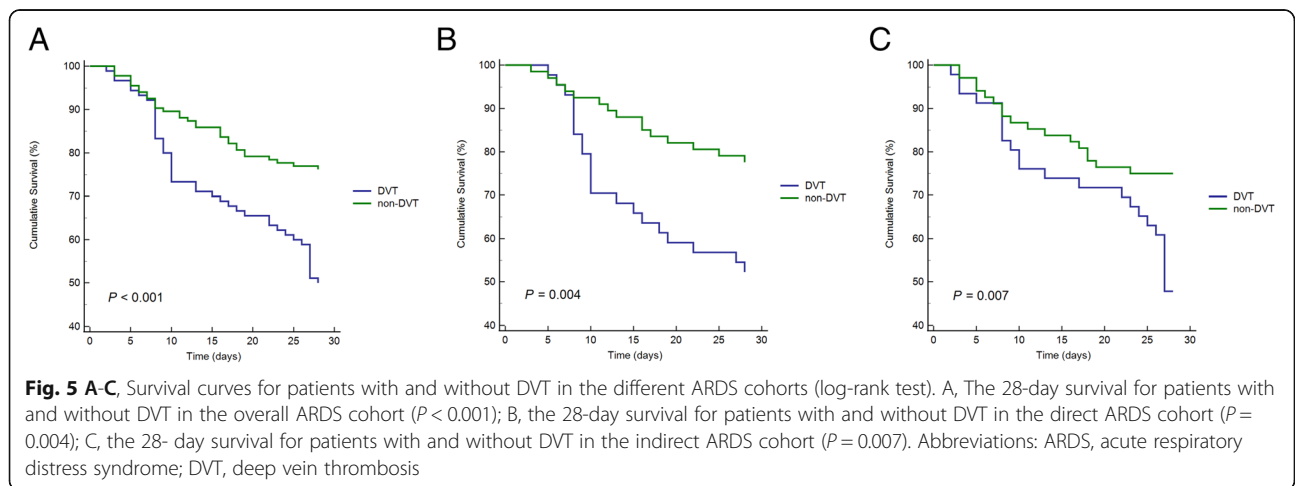 A
B
C
Cumulative Survival (%)
100
90
80
70
60
50
40
0 5 10 15 20 25 30
Time (days)
DVT
non-DVT
P < 0.001
Cumulative Survival (%)
100
90
80
70
60
50
40
0 5 10 15 20 25 30
Time (days)
DVT
non-DVT
P = 0.004
Cumulative Survival (%)
100
90
80
70
60
50
40
0 5 10 15 20 25 30
Time (days)
DVT
non-DVT
P = 0.007
Fig. 5 A-C, Survival curves for patients with and without DVT in the different ARDS cohorts (log-rank test). A, The 28-day survival for patients with
and without DVT in the overall ARDS cohort (P < 0.001); B, the 28-day survival for patients with and without DVT in the direct ARDS cohort (P =
0.004); C, the 28- day survival for patients with and without DVT in the indirect ARDS cohort (P = 0.007). Abbreviations: ARDS, acute respiratory
distress syndrome; DVT, deep vein thrombosis